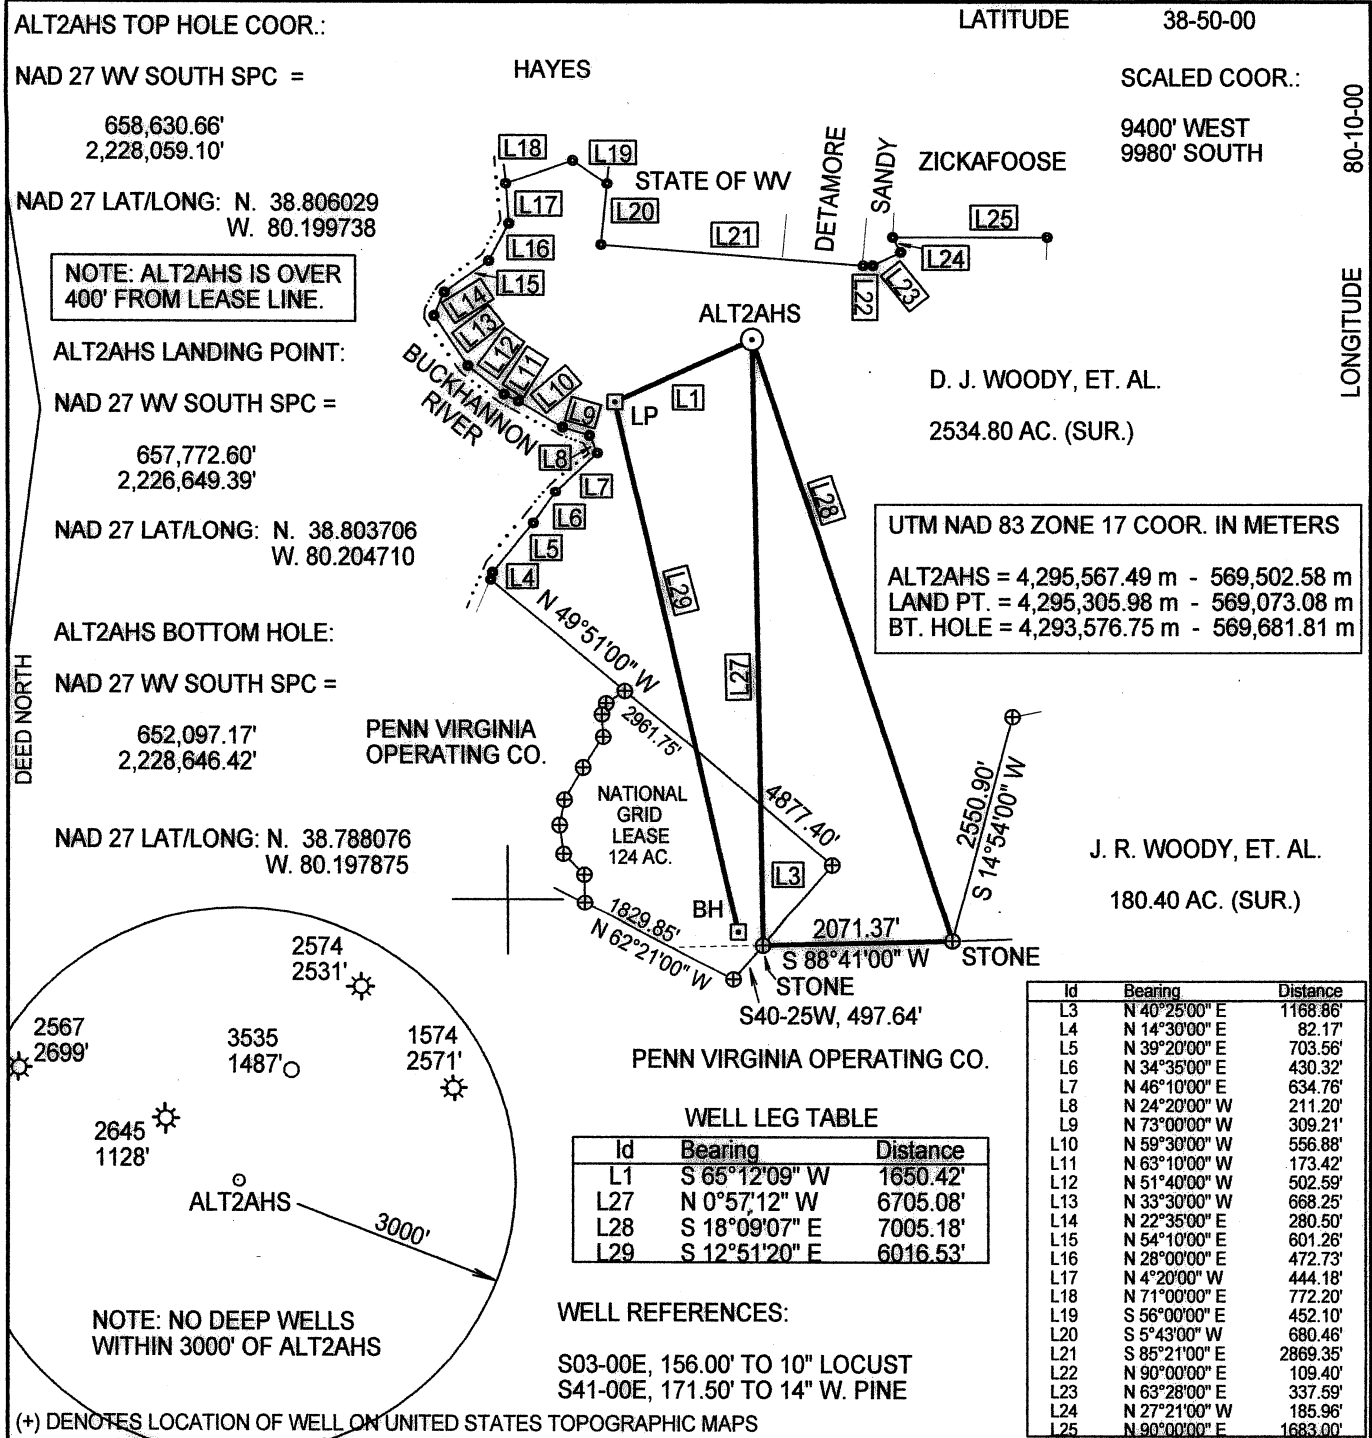 ALT2AHS TOP HOLE COOR.:
NAD 27 WV SOUTH SPC =
658,630.66'
2,228,059.10'
NAD 27 LAT/LONG: N. 38.806029
W. 80.199738
NOTE: ALT2AHS IS OVER
400' FROM LEASE LINE.
ALT2AHS LANDING POINT:
NAD 27 WV SOUTH SPC =
657,772.60'
2,226,649.39'
NAD 27 LAT/LONG: N. 38.803706
W. 80.204710
ALT2AHS BOTTOM HOLE:
NAD 27 WV SOUTH SPC =
652,097.17'
2,228,646.42'
NAD 27 LAT/LONG: N. 38.788076
W. 80.197875
DEED NORTH
LATITUDE 38-50-00
SCALED COOR.:
9400' WEST
9980' SOUTH
80-10-00
LONGITUDE
HAYES
STATE OF WV
DETAMORE
SANDY
ZICKAFOOSE
L18
L19
L17
L20
L21
L25
L16
L24
L15
L23
L22
L14
L13
L12
L11
L10
L9
L8
L7
L6
L5
L4
BUCKHANNON
RIVER
ALT2AHS
LP
L1
L28
L29
L27
D. J. WOODY, ET. AL.
2534.80 AC. (SUR.)
UTM NAD 83 ZONE 17 COOR. IN METERS
ALT2AHS = 4,295,567.49 m - 569,502.58 m
LAND PT. = 4,295,305.98 m - 569,073.08 m
BT. HOLE = 4,293,576.75 m - 569,681.81 m
N 49°51'00" W
2961.75'
4877.40'
PENN VIRGINIA
OPERATING CO.
NATIONAL
GRID
LEASE
124 AC.
L3
BH
1829.85'
N 62°21'00" W
2071.37'
S 88°41'00" W
STONE
STONE
S40-25W, 497.64'
2550.90'
S 14°54'00" W
J. R. WOODY, ET. AL.
180.40 AC. (SUR.)
PENN VIRGINIA OPERATING CO.
2574
2531'
2567
2699'
3535
1487'
1574
2571'
2645
1128'
ALT2AHS
3000'
NOTE: NO DEEP WELLS
WITHIN 3000' OF ALT2AHS
WELL LEG TABLE
Id Bearing Distance
L1 S 65°12'09" W 1650.42'
L27 N 0°57'12" W 6705.08'
L28 S 18°09'07" E 7005.18'
L29 S 12°51'20" E 6016.53'
WELL REFERENCES:
S03-00E, 156.00' TO 10" LOCUST
S41-00E, 171.50' TO 14" W. PINE
Id Bearing Distance
L3 N 40°25'00" E 1168.86'
L4 N 14°30'00" E 82.17'
L5 N 39°20'00" E 703.56'
L6 N 34°35'00" E 430.32'
L7 N 46°10'00" E 634.76'
L8 N 24°20'00" W 211.20'
L9 N 73°00'00" W 309.21'
L10 N 59°30'00" W 556.88'
L11 N 63°10'00" W 173.42'
L12 N 51°40'00" W 502.59'
L13 N 33°30'00" W 668.25'
L14 N 22°35'00" E 280.50'
L15 N 54°10'00" E 601.26'
L16 N 28°00'00" E 472.73'
L17 N 4°20'00" W 444.18'
L18 N 71°00'00" E 772.20'
L19 S 56°00'00" E 452.10'
L20 S 5°43'00" W 680.46'
L21 S 85°21'00" E 2869.35'
L22 N 90°00'00" E 109.40'
L23 N 63°28'00" E 337.59'
L24 N 27°21'00" W 185.96'
L25 N 90°00'00" E 1683.00'
(+) DENOTES LOCATION OF WELL ON UNITED STATES TOPOGRAPHIC MAPS